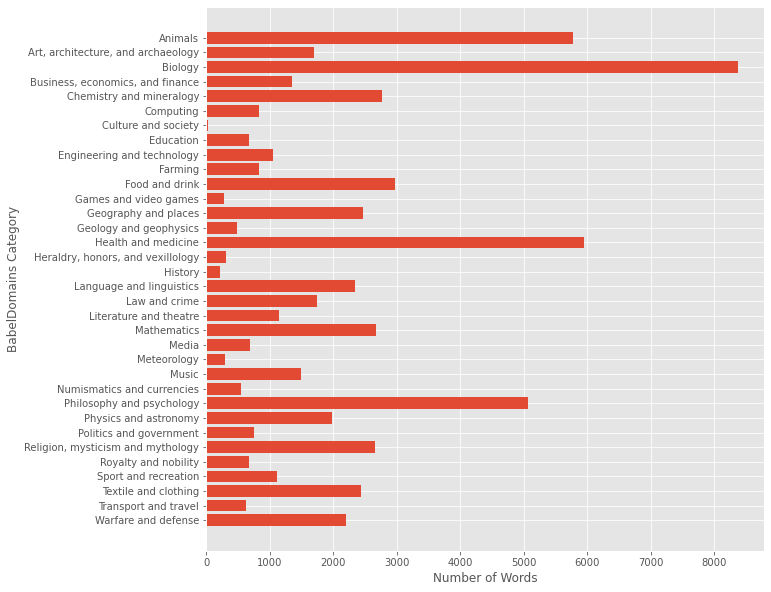 Animals
Art, architecture, and archaeology
Biology
Business, economics, and finance
Chemistry and mineralogy
Computing
Culture and society
Education
Engineering and technology
Farming
Food and drink
Games and video games
Geography and places
Geology and geophysics
Health and medicine
Heraldry, honors, and vexillology
History
Language and linguistics
Law and crime
Literature and theatre
Mathematics
Media
Meteorology
Music
Numismatics and currencies
Philosophy and psychology
Physics and astronomy
Politics and government
Religion, mysticism and mythology
Royalty and nobility
Sport and recreation
Textile and clothing
Transport and travel
Warfare and defense
BabelDomains Category
0 1000 2000 3000 4000 5000 6000 7000 8000
Number of Words